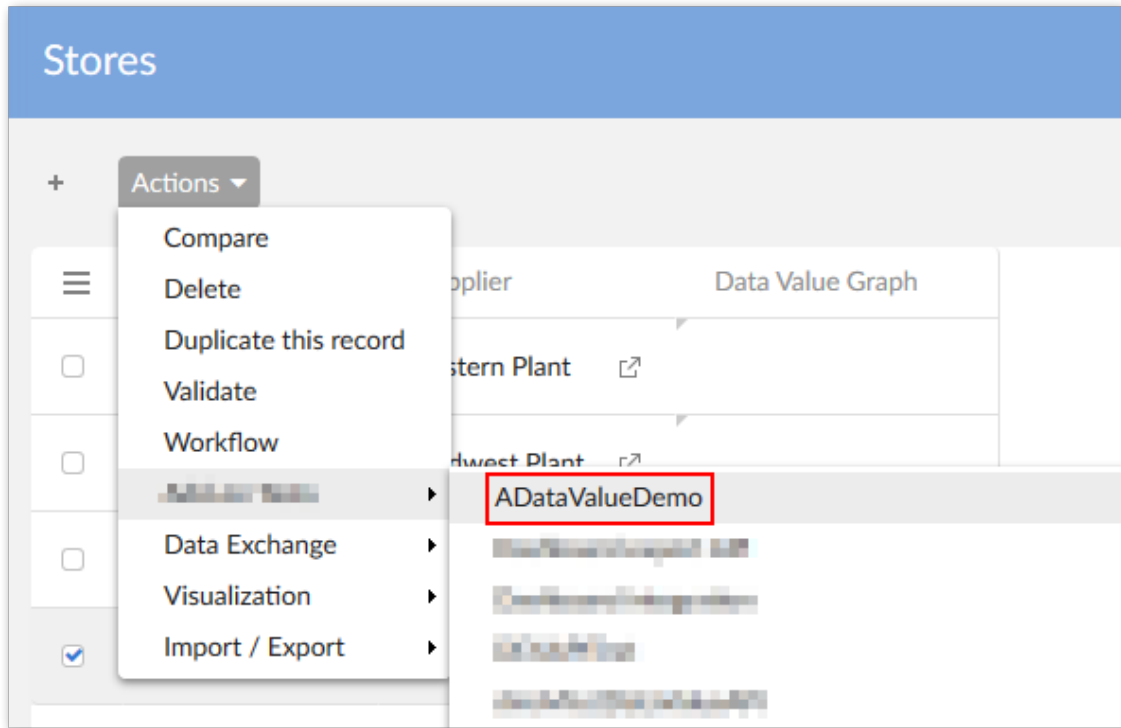 Stores
+ Actions
Compare
Delete
Duplicate this record
Validate
Workflow
Data Exchange
Visualization
Import / Export
pplier Data Value Graph
stern Plant
dwest Plant
ADataValueDemo